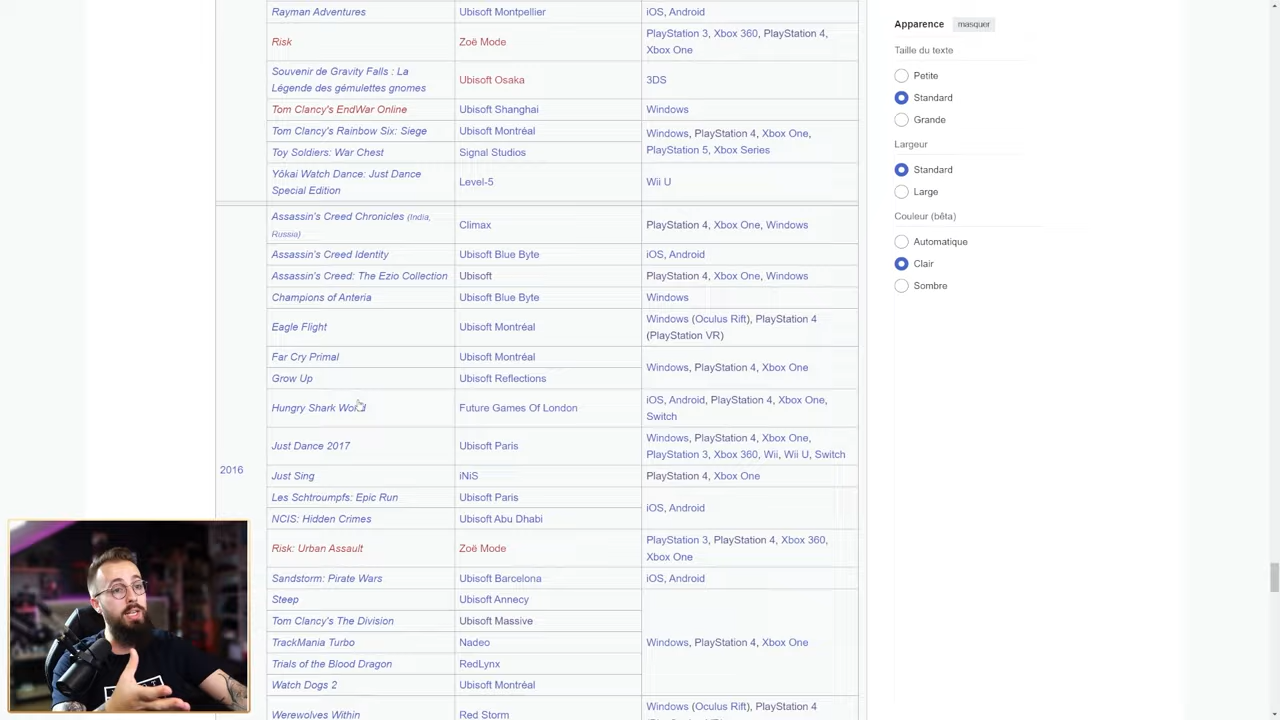 Rayman Adventures Ubisoft Montpellier iOS, Android
Risk Zoë Mode PlayStation 3, Xbox 360, PlayStation 4,
Xbox One
Souvenir de Gravity Falls : La
Légende des gémulettes gnomes Ubisoft Osaka 3DS
Tom Clancy's EndWar Online Ubisoft Shanghai Windows
Tom Clancy's Rainbow Six: Siege Ubisoft Montréal Windows, PlayStation 4, Xbox One,
PlayStation 5, Xbox Series
Toy Soldiers: War Chest Signal Studios
Yôkai Watch Dance: Just Dance
Special Edition Level-5 Wii U
2016
Assassin's Creed Chronicles (India,
Russia) Climax PlayStation 4, Xbox One, Windows
Assassin's Creed Identity Ubisoft Blue Byte iOS, Android
Assassin's Creed: The Ezio Collection Ubisoft PlayStation 4, Xbox One, Windows
Champions of Anteria Ubisoft Blue Byte Windows
Eagle Flight Ubisoft Montréal Windows (Oculus Rift), PlayStation 4
(PlayStation VR)
Far Cry Primal Ubisoft Montréal Windows, PlayStation 4, Xbox One
Grow Up Ubisoft Reflections
Hungry Shark World Future Games Of London iOS, Android, PlayStation 4, Xbox One,
Switch
Just Dance 2017 Ubisoft Paris Windows, PlayStation 4, Xbox One,
PlayStation 3, Xbox 360, Wii, Wii U, Switch
Just Sing iNiS PlayStation 4, Xbox One
Les Schtroumpfs: Epic Run Ubisoft Paris iOS, Android
NCIS: Hidden Crimes Ubisoft Abu Dhabi
Risk: Urban Assault Zoë Mode PlayStation 3, PlayStation 4, Xbox 360,
Xbox One
Sandstorm: Pirate Wars Ubisoft Barcelona iOS, Android
Steep Ubisoft Annecy Windows, PlayStation 4, Xbox One
Tom Clancy's The Division Ubisoft Massive
TrackMania Turbo Nadeo
Trials of the Blood Dragon RedLynx
Watch Dogs 2 Ubisoft Montréal
Werewolves Within Red Storm Windows (Oculus Rift), PlayStation 4
Apparence masquer
Taille du texte
Petite
Standard
Grande
Largeur
Standard
Large
Couleur (bêta)
Automatique
Clair
Sombre